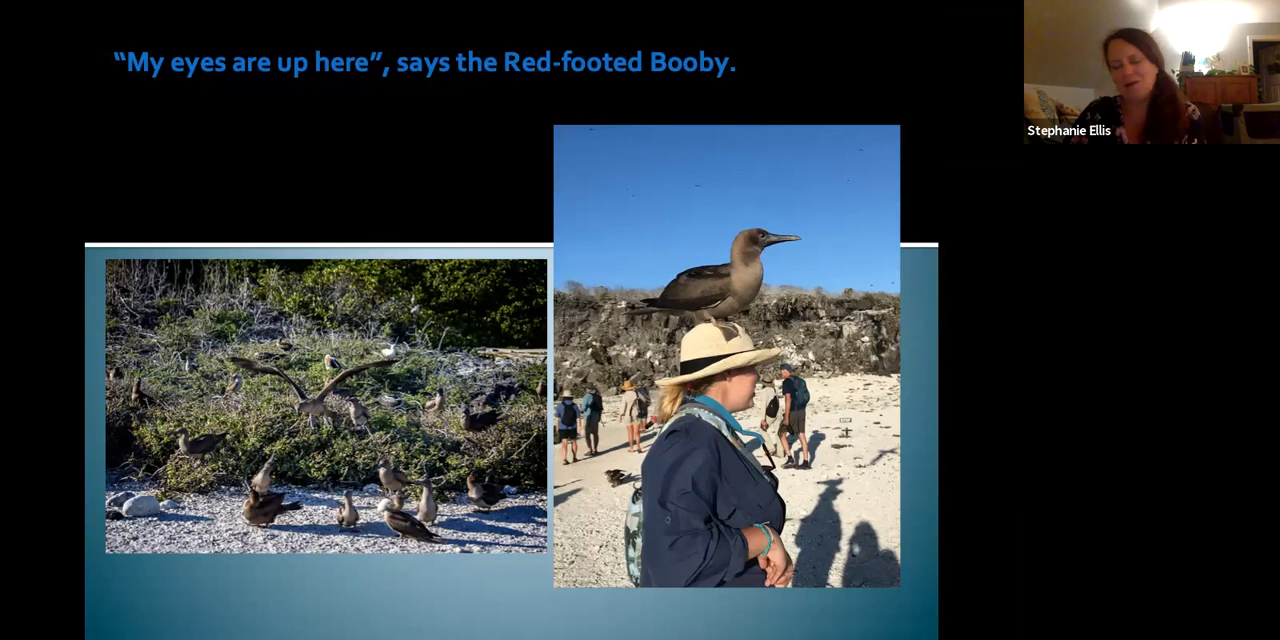 “My eyes are up here”, says the Red-footed Booby.
Stephanie Ellis